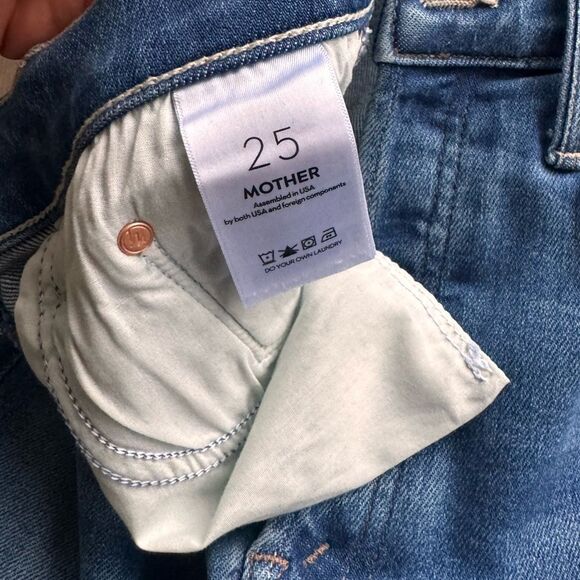 25
MOTHER
Assembled in USA
by both USA and foreign components
DO YOUR OWN LAUNDRY